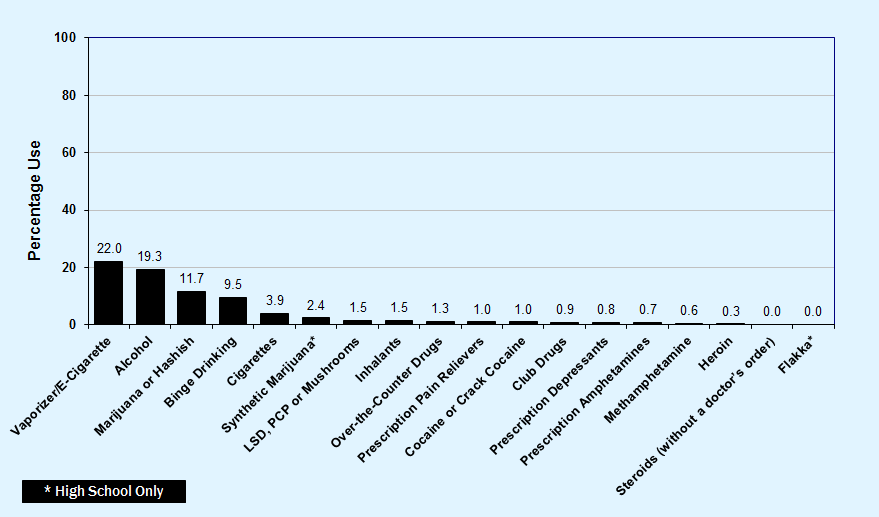 Percentage Use
100
80
60
40
20
0
22.0
19.3
11.7
9.5
3.9
2.4
1.5
1.5
1.3
1.0
1.0
0.9
0.8
0.7
0.6
0.3
0.0
0.0
Vaporizer/E-Cigarette
Alcohol
Marijuana or Hashish
Binge Drinking
Cigarettes
Synthetic Marijuana*
LSD, PCP or Mushrooms
Inhalants
Over-the-Counter Drugs
Prescription Pain Relievers
Cocaine or Crack Cocaine
Club Drugs
Prescription Depressants
Prescription Amphetamines
Methamphetamine
Heroin
Steroids (without a doctor's order)
Flakka*
* High School Only